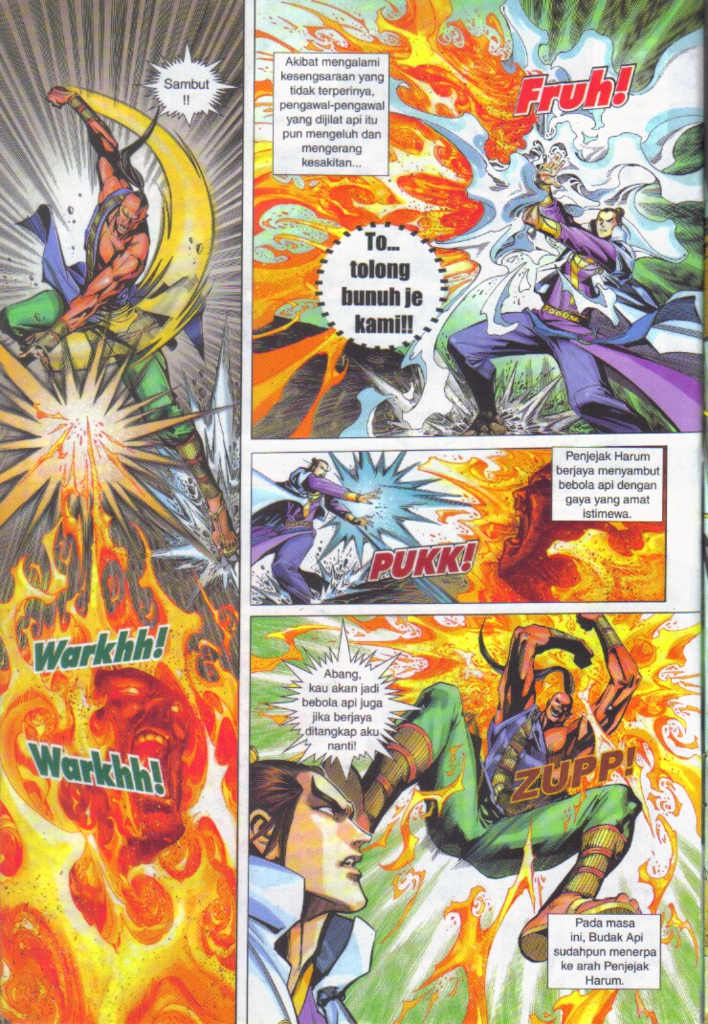 Sambut
!!
Warkhh!
Warkhh!
Akibat mengalami
kesengsaraan yang
tidak terperinya,
pengawal-pengawal
yang dijilat api itu
pun mengeluh dan
mengerang
kesakitan...
Fruh!
To...
tolong
bunuh je
kami!!
Penjejak Harum
berjaya menyambut
bebola api dengan
gaya yang amat
istimewa.
PUKK!
Abang,
kau akan jadi
bebola api juga
jika berjaya
ditangkap aku
nanti!
ZUPP!
Pada masa
ini, Budak Api
sudahpun menerpa
ke arah Penjejak
Harum.